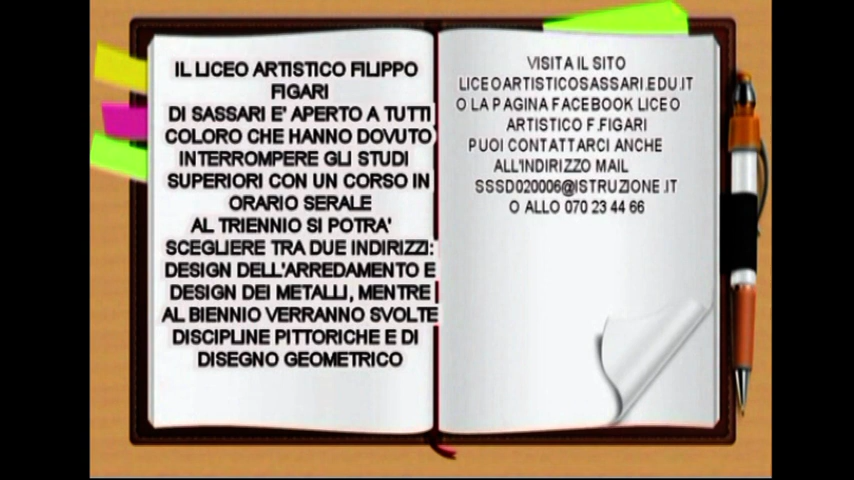 IL LICEO ARTISTICO FILIPPO
FIGARI
DI SASSARI E' APERTO A TUTTI
COLORO CHE HANNO DOVUTO
INTERROMPERE GLI STUDI
SUPERIORI CON UN CORSO IN
ORARIO SERALE
AL TRIENNIO SI POTRA'
SCEGLIERE TRA DUE INDIRIZZI:
DESIGN DELL'ARREDAMENTO E
DESIGN DEI METALLI, MENTRE
AL BIENNIO VERRANNO SVOLTE
DISCIPLINE PITTORICHE E DI
DISEGNO GEOMETRICO
VISITA IL SITO
LICEOARTISTICOSASSARI.EDU.IT
O LA PAGINA FACEBOOK LICEO
ARTISTICO F.FIGARI
PUOI CONTATTARCI ANCHE
ALL'INDIRIZZO MAIL
SSSD020006@ISTRUZIONE.IT
O ALLO 070 23 44 66